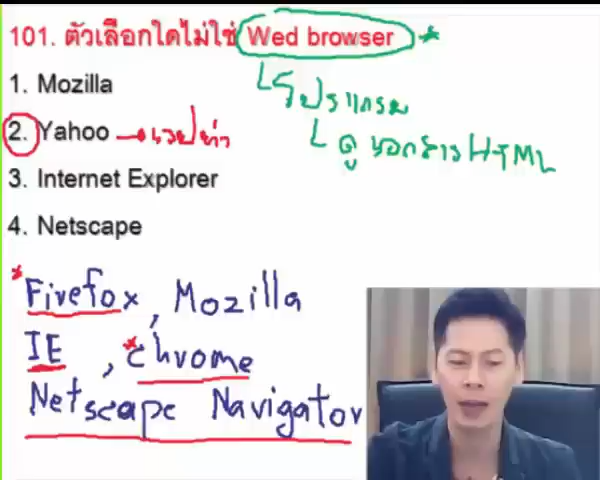 101. ตัวเลือกใดไม่ใช่ Wed browser *
1. Mozilla
โปรแกรม
2. Yahoo → เวปข่าว
ดูเอกสาร HTML
3. Internet Explorer
4. Netscape
* Firefox, Mozilla
IE, * chrome
Netscape Navigator